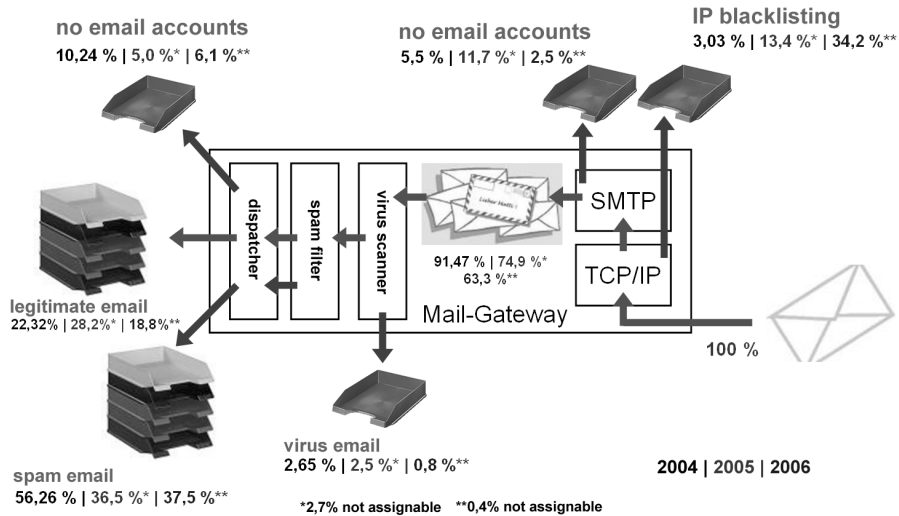 no email accounts
10,24 % | 5,0 %* | 6,1 %**
no email accounts
5,5 % | 11,7 %* | 2,5 %**
IP blacklisting
3,03 % | 13,4 %* | 34,2 %**
dispatcher
spam filter
virus scanner
Lieber Matti !
SMTP
TCP/IP
91,47 % | 74,9 %*
63,3 %**
Mail-Gateway
100 %
legitimate email
22,32% | 28,2%* | 18,8%**
virus email
2,65 % | 2,5 %* | 0,8 %**
spam email
56,26 % | 36,5 %* | 37,5 %**
2004 | 2005 | 2006
*2,7% not assignable **0,4% not assignable